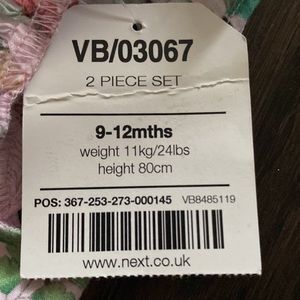 VB/03067
2 PIECE SET
9-12mths
weight 11kg/24lbs
height 80cm
POS: 367-253-273-000145 VB8485119
www.next.co.uk